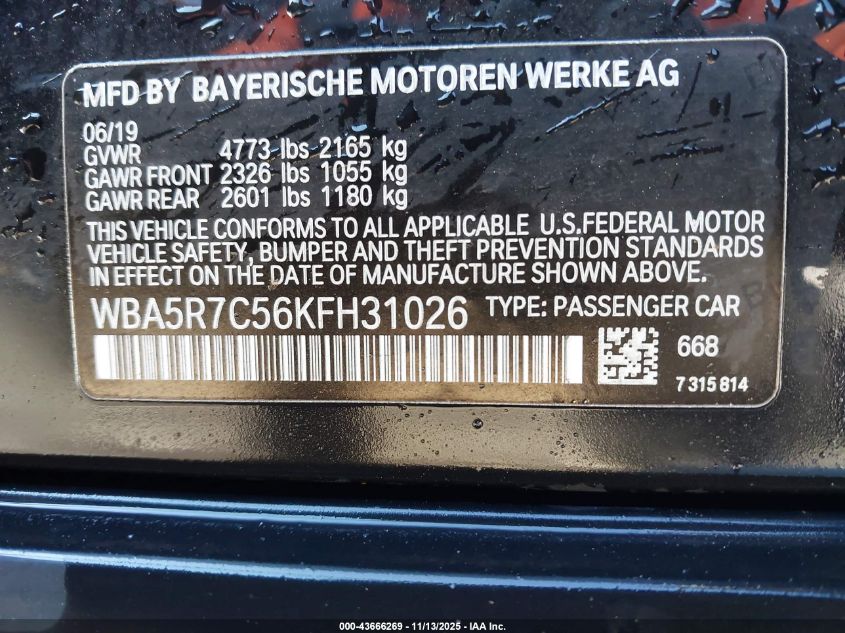 MFD BY BAYERISCHE MOTOREN WERKE AG
06/19
GVWR 4773 lbs 2165 kg
GAWR FRONT 2326 lbs 1055 kg
GAWR REAR 2601 lbs 1180 kg
THIS VEHICLE CONFORMS TO ALL APPLICABLE U.S.FEDERAL MOTOR
VEHICLE SAFETY, BUMPER AND THEFT PREVENTION STANDARDS
IN EFFECT ON THE DATE OF MANUFACTURE SHOWN ABOVE.
WBA5R7C56KFH31026 TYPE: PASSENGER CAR
668
7 315 814
000-43666269 - 11/13/2025 - IAA Inc.